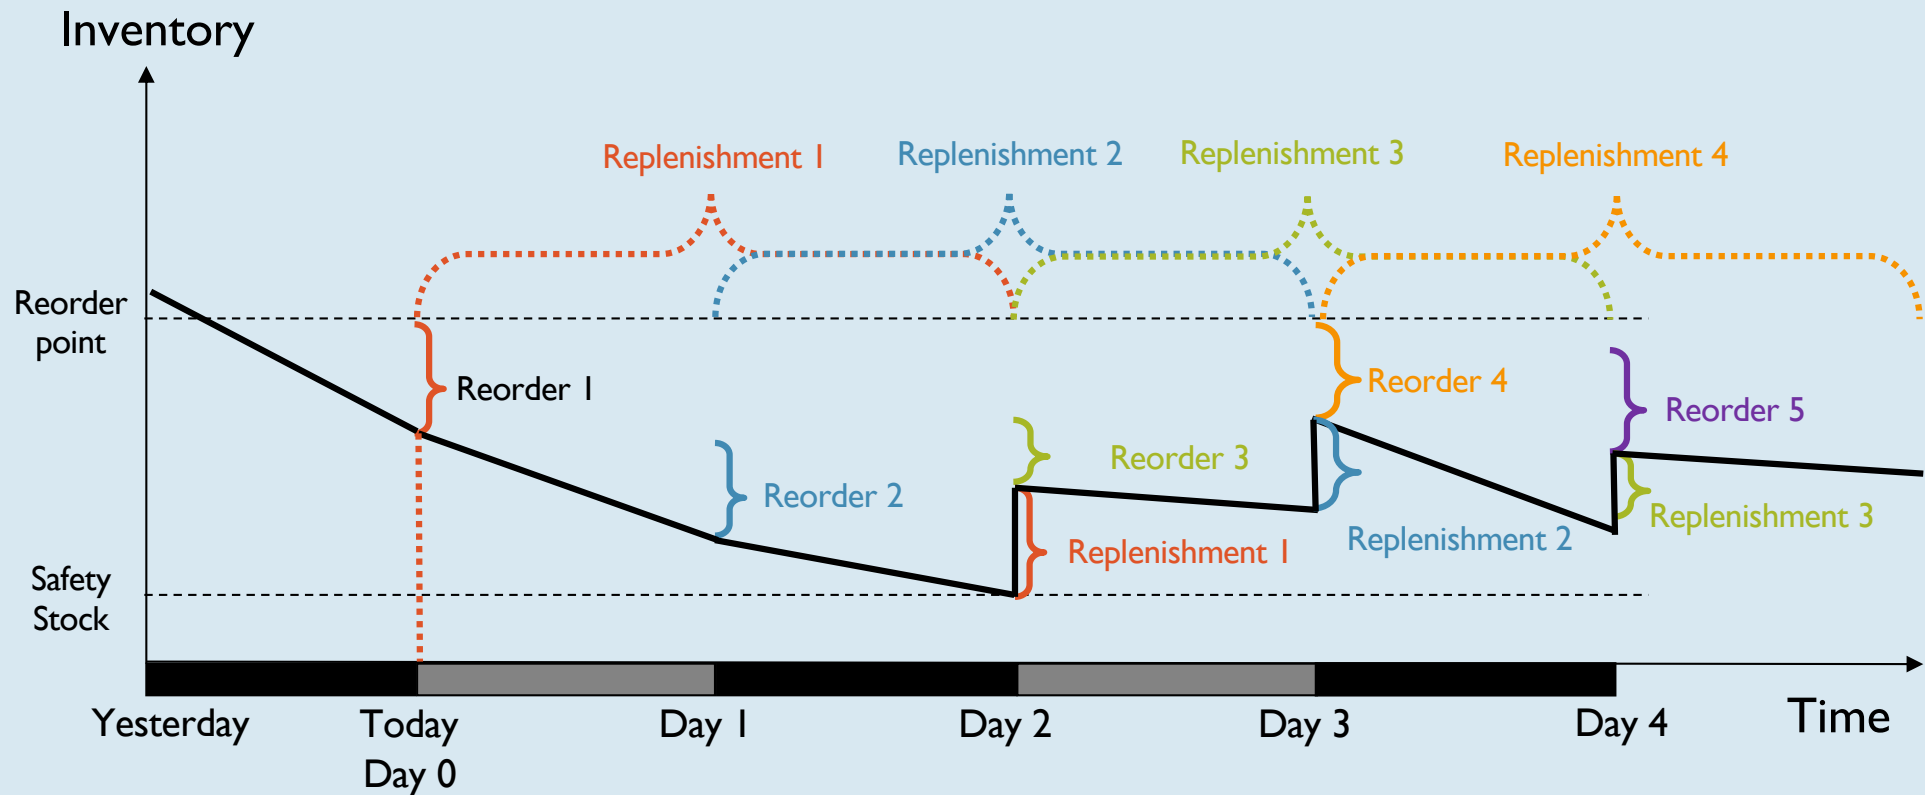 Inventory
Replenishment 1
Replenishment 2
Replenishment 3
Replenishment 4
Reorder
point
Reorder 1
Reorder 4
Reorder 5
Reorder 2
Reorder 3
Replenishment 1
Replenishment 2
Replenishment 3
Safety
Stock
Yesterday
Today
Day 0
Day 1
Day 2
Day 3
Day 4
Time